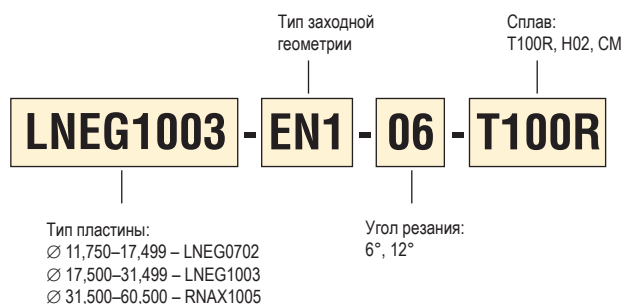 Тип заходной
геометрии
Сплав:
T100R, H02, CM
LNEG1003 - EN1 - 06 - T100R
Тип пластины:
∅ 11,750–17,499 – LNEG0702
∅ 17,500–31,499 – LNEG1003
∅ 31,500–60,500 – RNAX1005
Угол резания:
6°, 12°